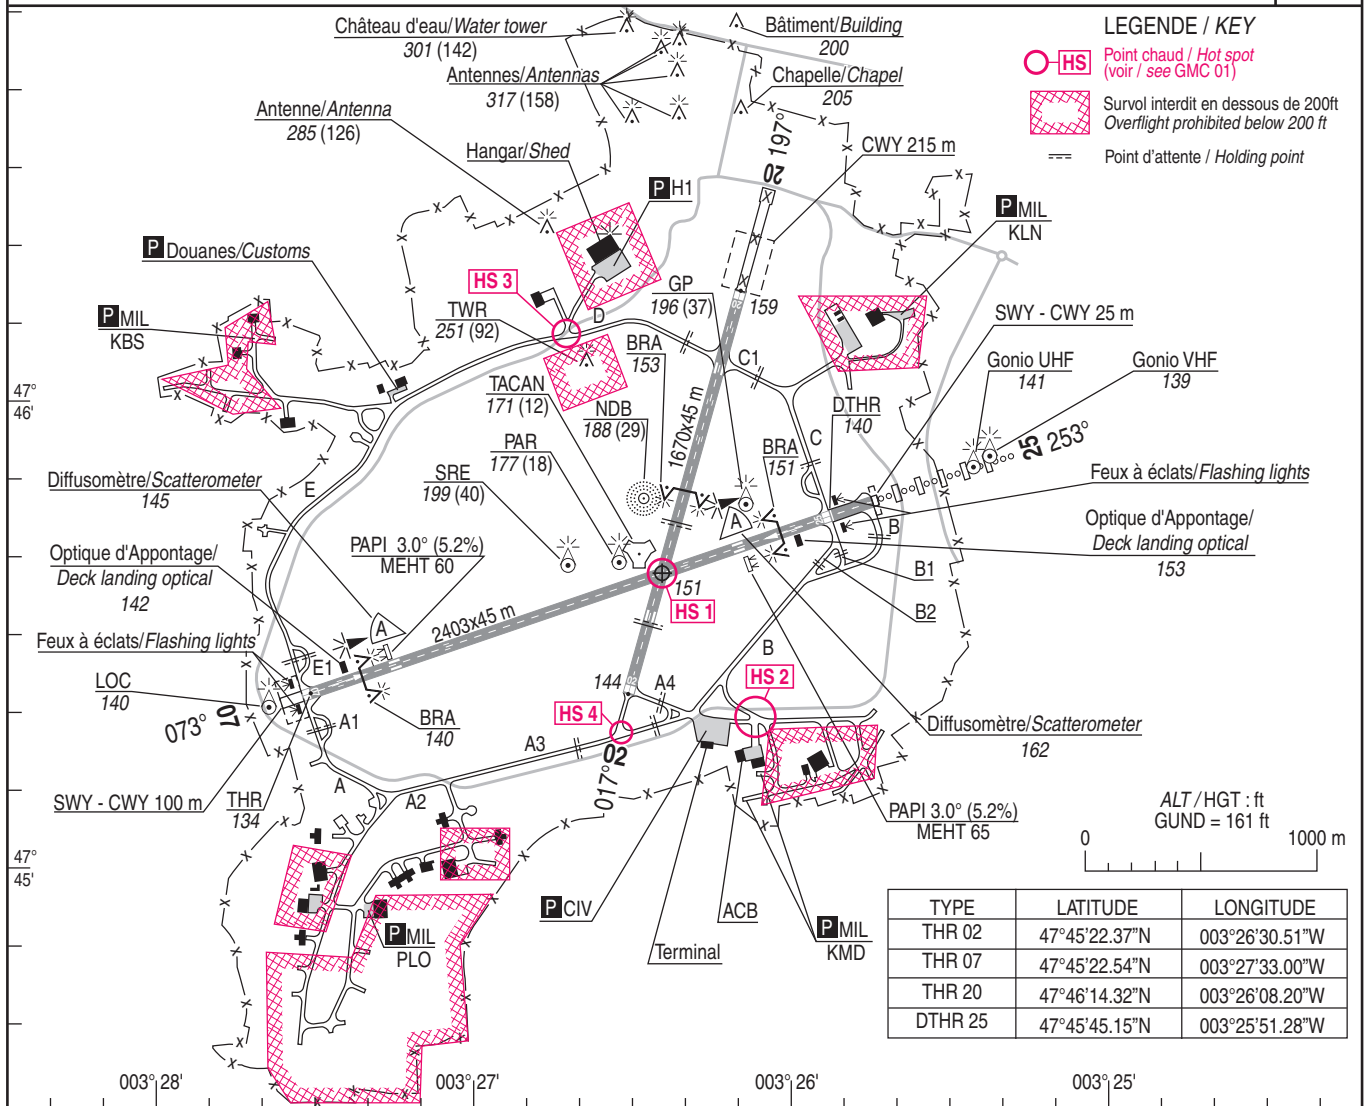 Château d'eau/Water tower
301 (142)
Bâtiment/Building
200
LEGENDE / KEY
HS
Point chaud / Hot spot
(voir / see GMC 01)
Survol interdit en dessous de 200ft
Overflight prohibited below 200 ft
Point d'attente / Holding point
Antennes/Antennas
317 (158)
Chapelle/Chapel
205
Antenne/Antenna
285 (126)
Hangar/Shed
20 197°
CWY 215 m
P H1
P MIL
KLN
P Douanes/Customs
HS 3
TWR
251 (92)
D
GP
196 (37)
159
SWY - CWY 25 m
P MIL
KBS
BRA
153
C1
Gonio UHF
141
Gonio VHF
139
47°
46'
TACAN
171 (12)
NDB
188 (29)
1670x45 m
DTHR
140
C
25 253°
PAR
177 (18)
BRA
151
SRE
199 (40)
Diffusomètre/Scatterometer
145
E
Feux à éclats/Flashing lights
A
B
Optique d'Appontage/
Deck landing optical
153
PAPI 3.0° (5.2%)
MEHT 60
Optique d'Appontage/
Deck landing optical
142
B1
151
HS 1
B2
2403x45 m
A
Feux à éclats/Flashing lights
E1
B
LOC
140
144
A4
HS 2
073° 07
A1
BRA
140
HS 4
A3
02
017°
Diffusomètre/Scatterometer
162
SWY - CWY 100 m
THR
134
A
A2
PAPI 3.0° (5.2%)
MEHT 65
ALT / HGT : ft
GUND = 161 ft
0 1000 m
47°
45'
P CIV
ACB
P MIL
KMD
Terminal
P MIL
PLO
TYPE LATITUDE LONGITUDE
THR 02 47°45'22.37"N 003°26'30.51"W
THR 07 47°45'22.54"N 003°27'33.00"W
THR 20 47°46'14.32"N 003°26'08.20"W
DTHR 25 47°45'45.15"N 003°25'51.28"W
003°28' 003°27' 003°26' 003°25'